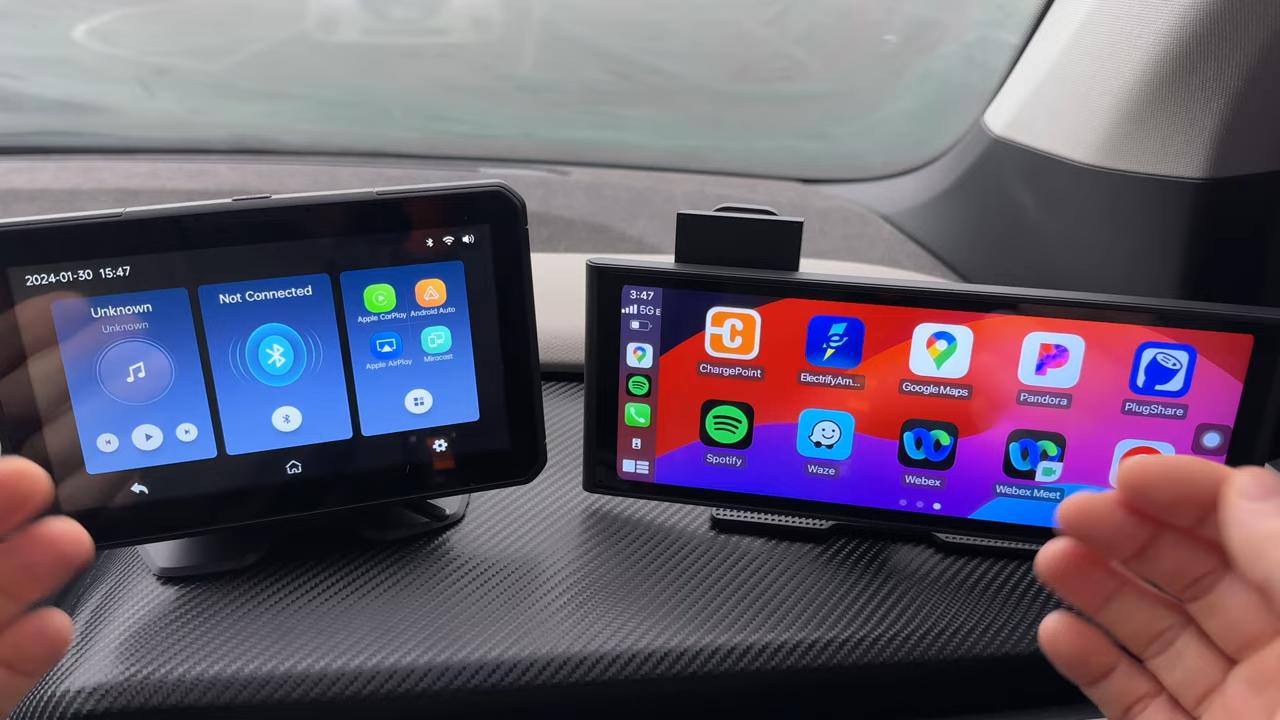 2024-01-30 15:47
Unknown
Unknown
Not Connected
Apple CarPlay
Android Auto
Apple AirPlay
Miracast
3:47
5G E
ChargePoint
ElectrifyAm...
Google Maps
Pandora
PlugShare
Spotify
Waze
Webex
Webex Meet